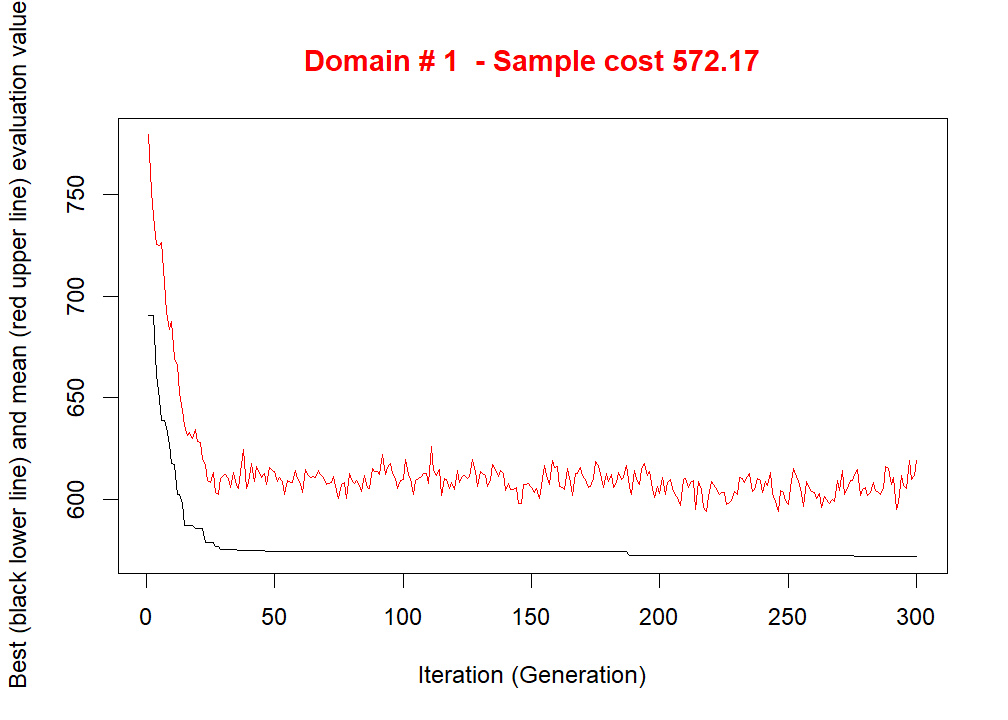 Domain # 1  - Sample cost 572.17
Best (black lower line) and mean (red upper line) evaluation value
750
700
650
600
0 50 100 150 200 250 300
Iteration (Generation)